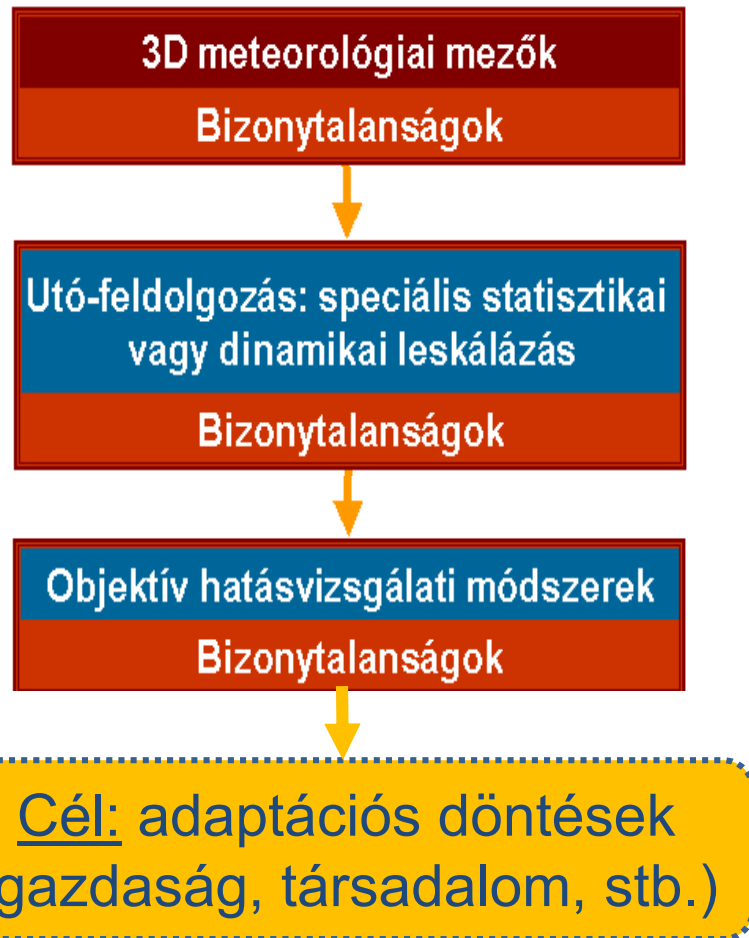 3D meteorológiai mezők
Bizonytalanságok
Utó-feldolgozás: speciális statisztikai
vagy dinamikai leskálázás
Bizonytalanságok
Objektív hatásvizsgálati módszerek
Bizonytalanságok
Cél: adaptációs döntések
gazdaság, társadalom, stb.)